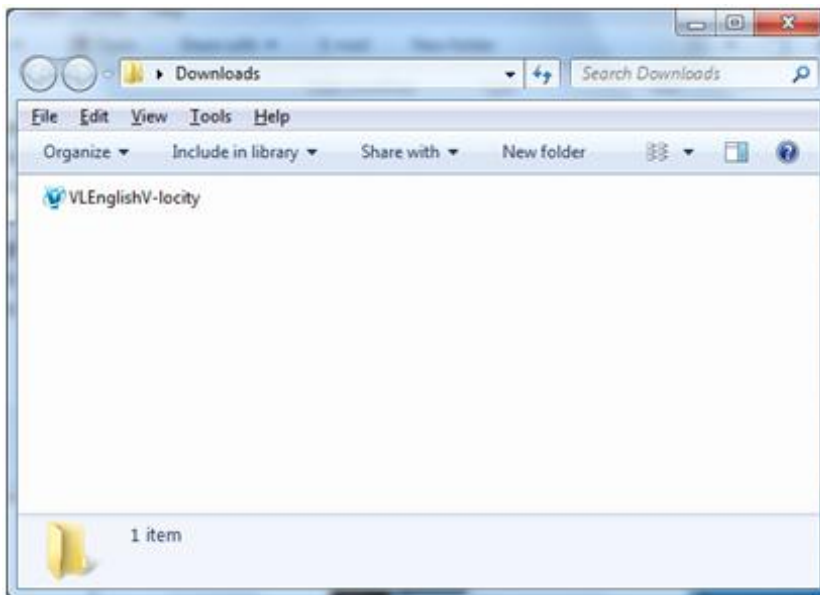 Downloads
Search Downloads
File Edit View Tools Help
Organize Include in library Share with New folder
VLEnglishV-locity
1 item